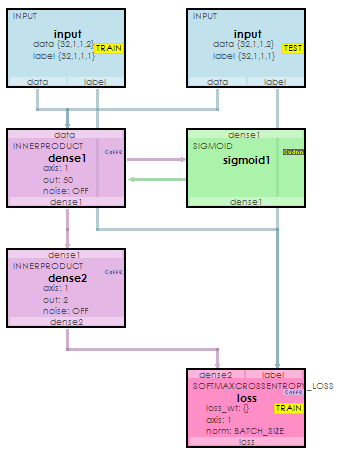 INPUT
input
data {32,1,1,2}
TRAIN
label {32,1,1,1}
data label
INPUT
input
data {32,1,1,2}
TEST
label {32,1,1,1}
data label
data
INNERPRODUCT
dense1
Caffe
axis: 1
out: 50
noise: OFF
dense1
dense1
SIGMOID
Cudnn
sigmoid1
dense1
dense1
INNERPRODUCT
dense2
Caffe
axis: 1
out: 2
noise: OFF
dense2
dense2 label
SOFTMAXCROSSENTROPY_LOSS
Caffe
loss
loss_wt: {}
TRAIN
axis: 1
norm: BATCH_SIZE
loss